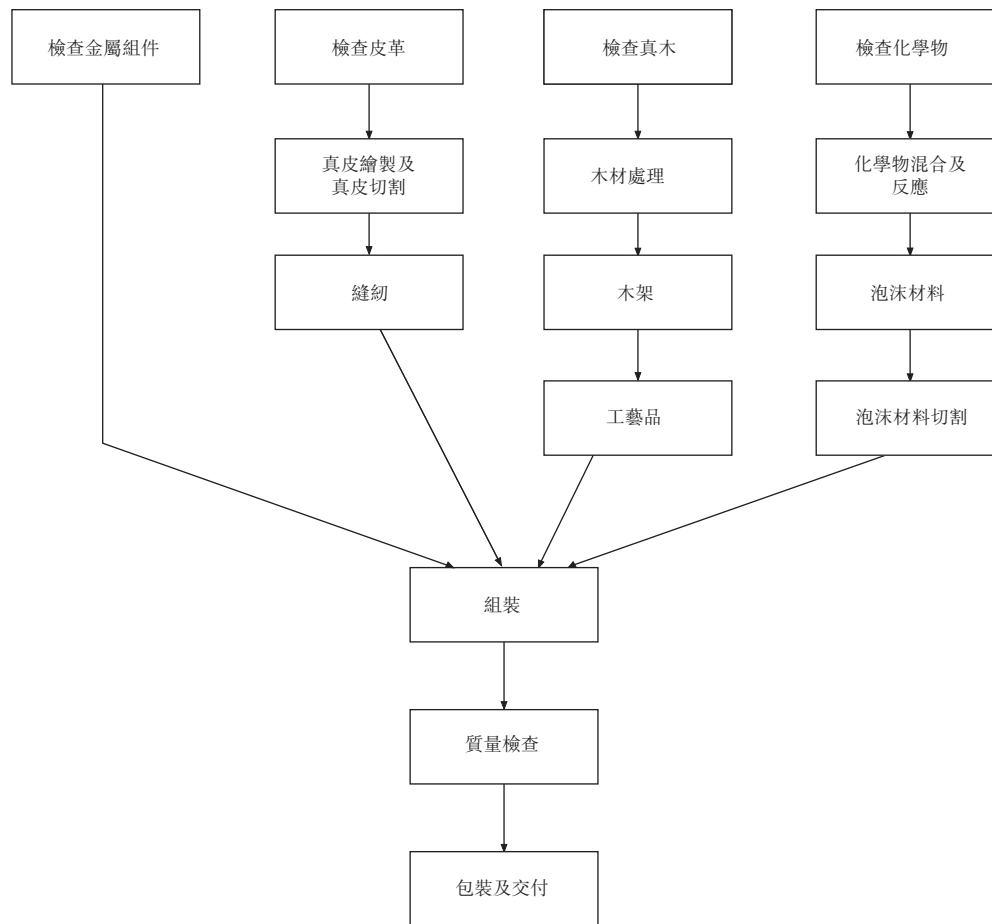 檢查金屬組件
檢查皮革
檢查真木
檢查化學物
真皮繪製及
真皮切割
木材處理
化學物混合及
反應
縫紉
木架
泡沫材料
工藝品
泡沫材料切割
組裝
質量檢查
包裝及交付